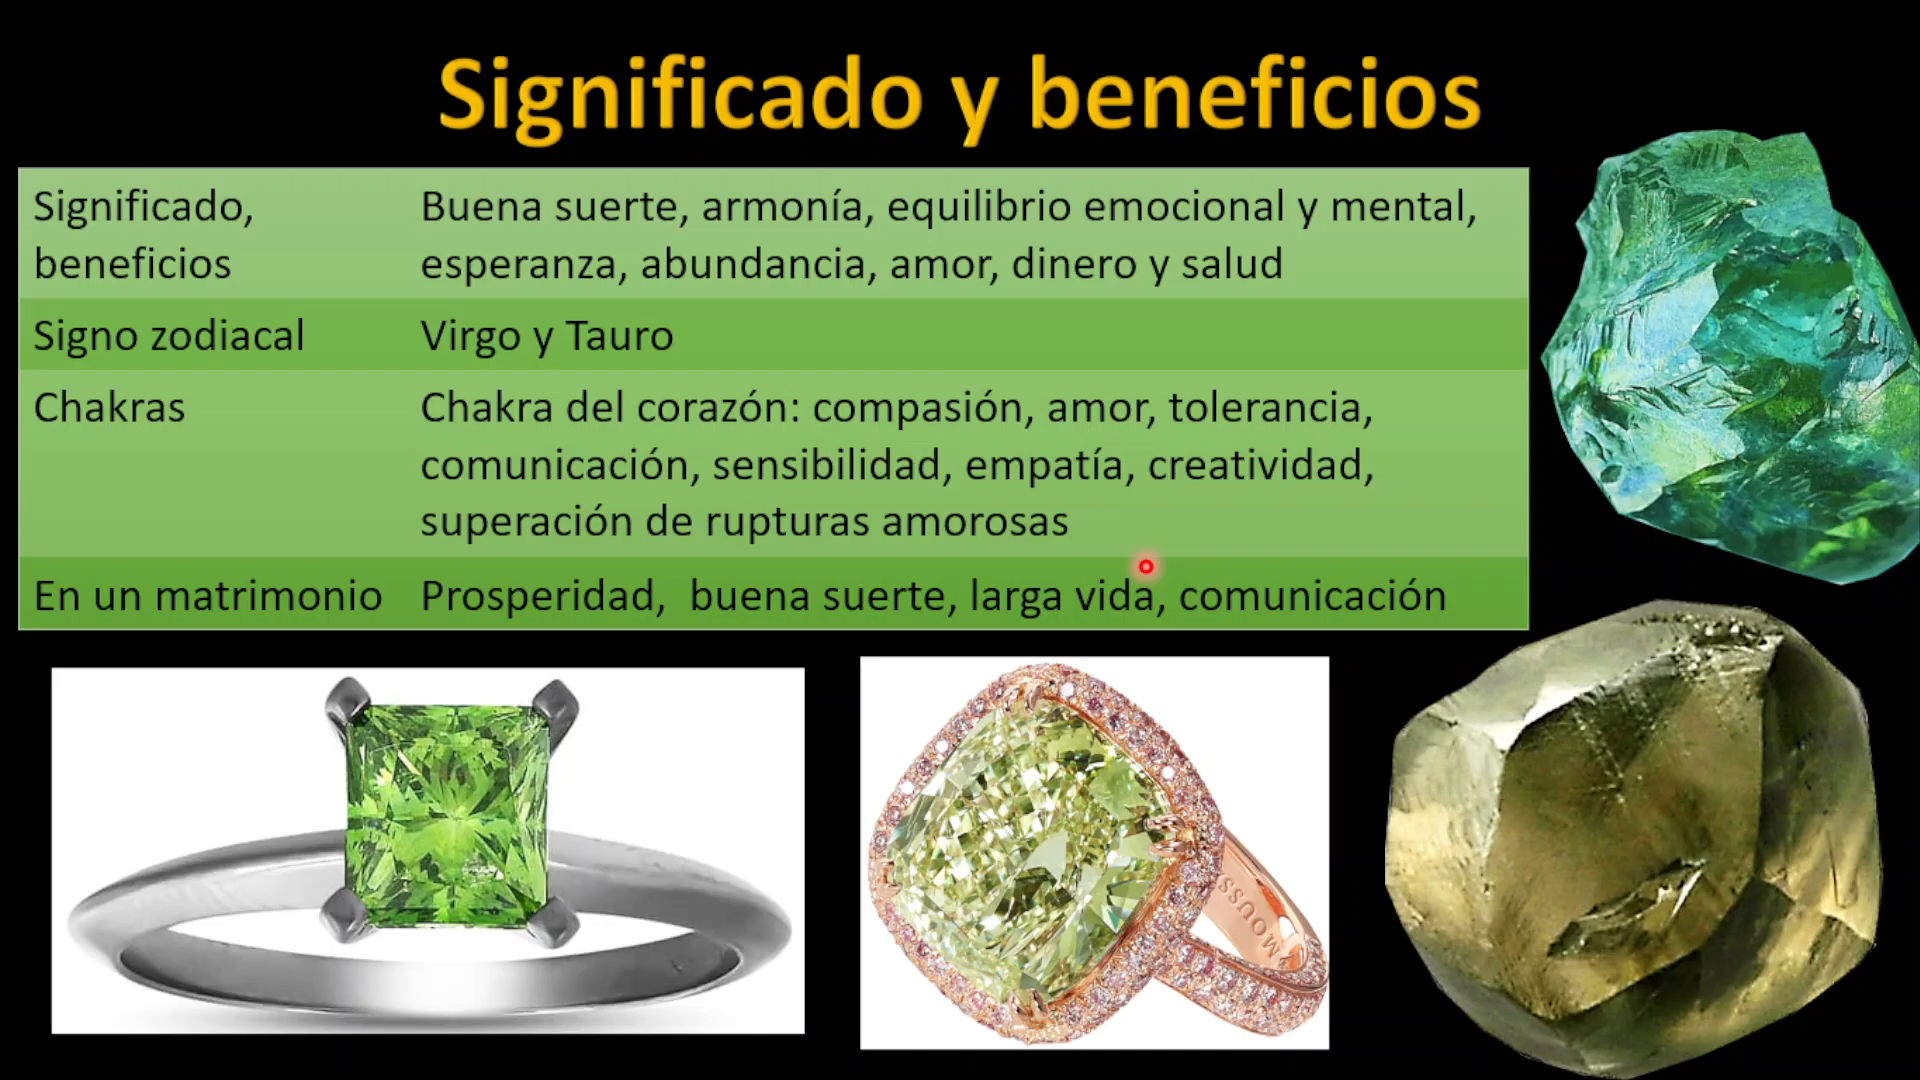 Significado y beneficios
Significado, beneficios
Buena suerte, armonía, equilibrio emocional y mental,
esperanza, abundancia, amor, dinero y salud
Signo zodiacal
Virgo y Tauro
Chakras
Chakra del corazón: compasión, amor, tolerancia,
comunicación, sensibilidad, empatía, creatividad,
superación de rupturas amorosas
En un matrimonio
Prosperidad, buena suerte, larga vida, comunicación